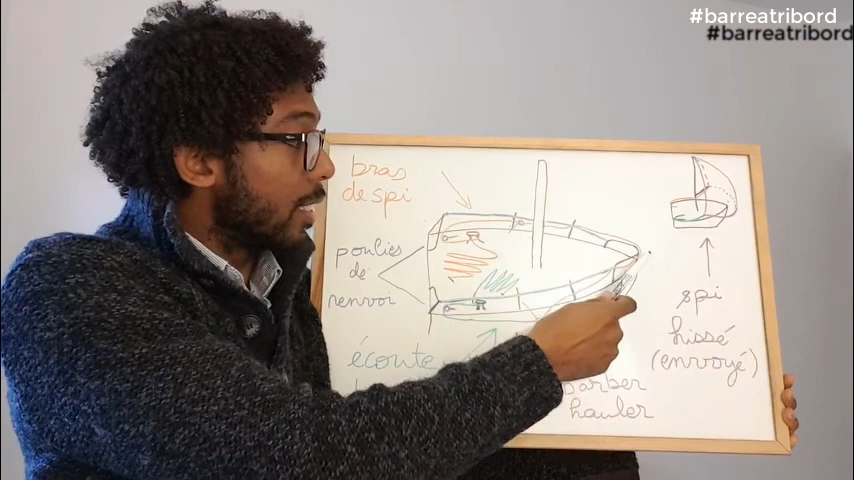 #barreatribord
#barreatribord
bras
de spi
poulies
de
renvoi
écoute
barber
hauler
spi
hissé
(envoyé)